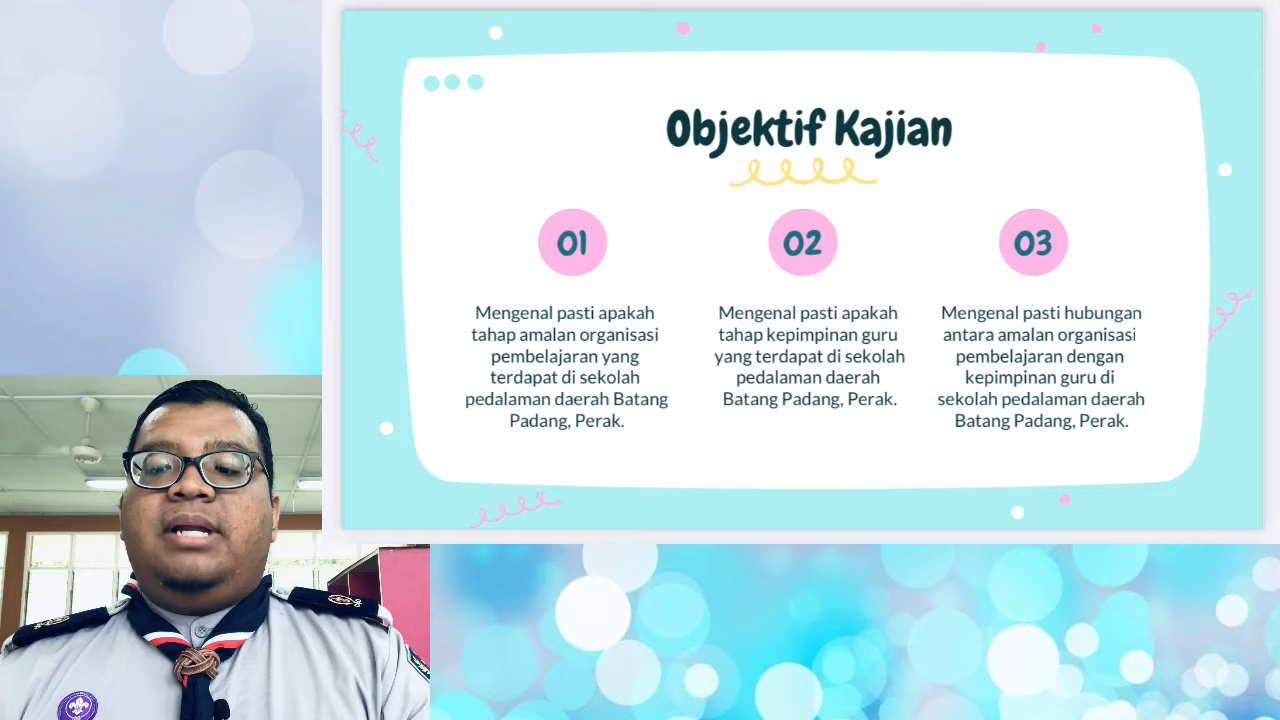 Objektif Kajian
01
Mengenal pasti apakah
tahap amalan organisasi
pembelajaran yang
terdapat di sekolah
pedalaman daerah Batang
Padang, Perak.
02
Mengenal pasti apakah
tahap kepimpinan guru
yang terdapat di sekolah
pedalaman daerah
Batang Padang, Perak.
03
Mengenal pasti hubungan
antara amalan organisasi
pembelajaran dengan
kepimpinan guru di
sekolah pedalaman daerah
Batang Padang, Perak.